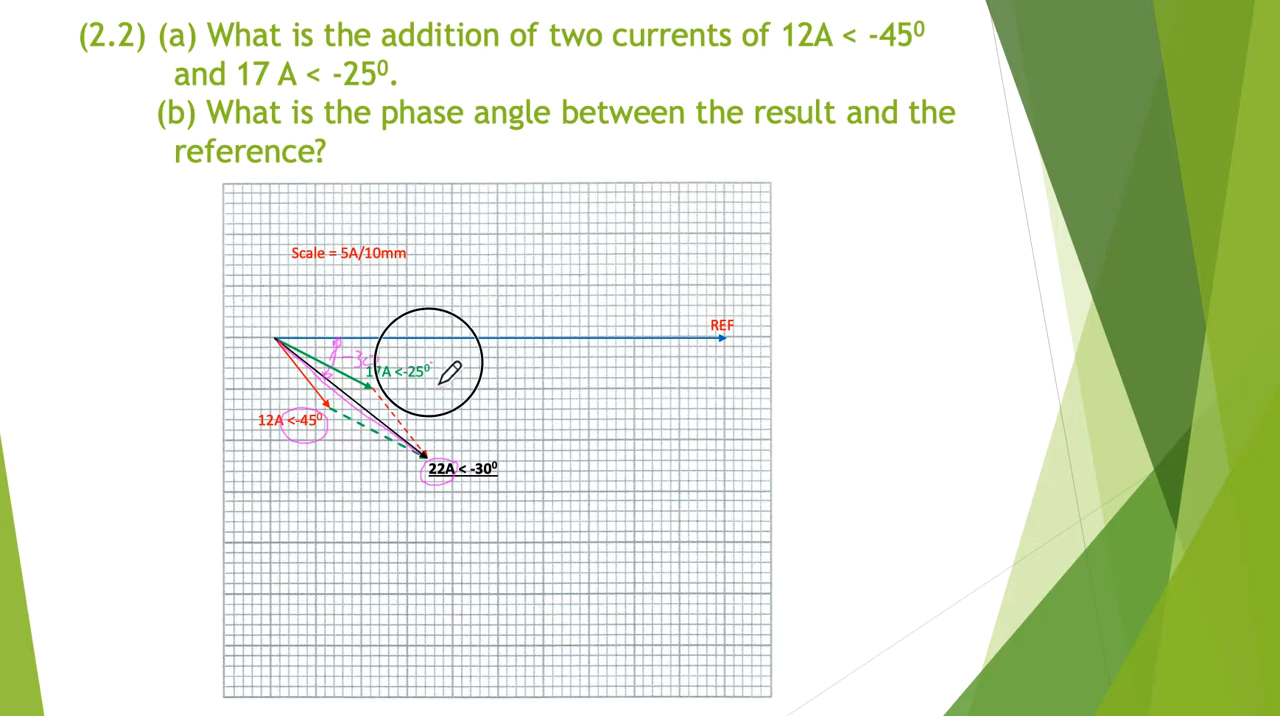 (2.2) (a) What is the addition of two currents of 12A < -45⁰
and 17 A < -25⁰.
(b) What is the phase angle between the result and the
reference?
Scale = 5A/10mm
REF
-30⁰
17A <-25⁰
12A <-45⁰
22A < -30⁰